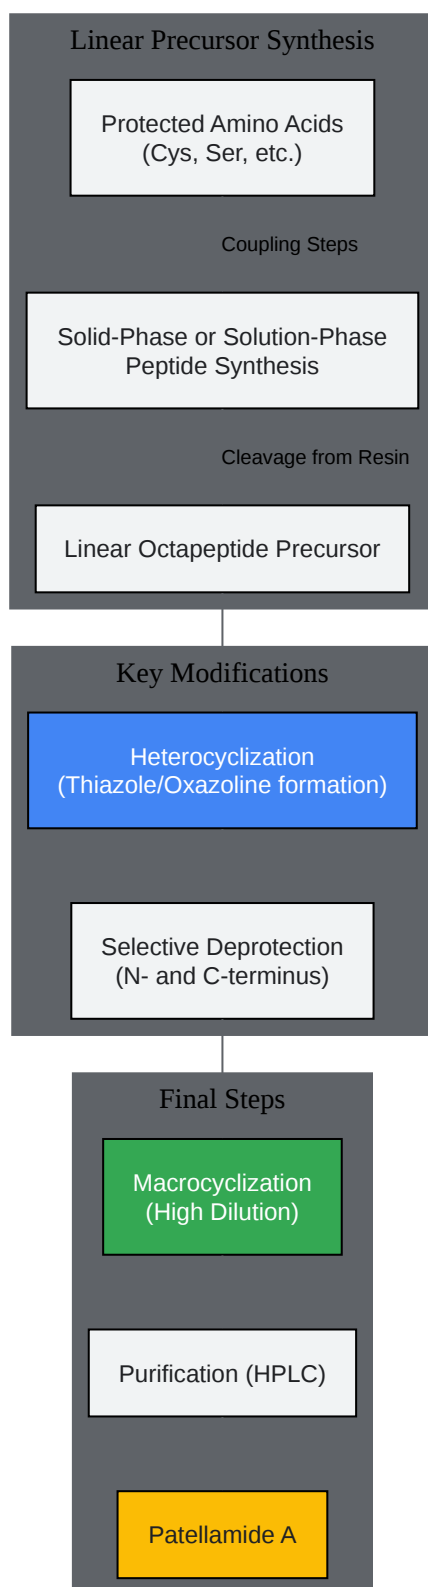 Linear Precursor Synthesis
Protected Amino Acids
(Cys, Ser, etc.)
Coupling Steps
Solid-Phase or Solution-Phase
Peptide Synthesis
Cleavage from Resin
Linear Octapeptide Precursor
Key Modifications
Heterocyclization
(Thiazole/Oxazoline formation)
Selective Deprotection
(N- and C-terminus)
Final Steps
Macrocyclization
(High Dilution)
Purification (HPLC)
Patellamide A